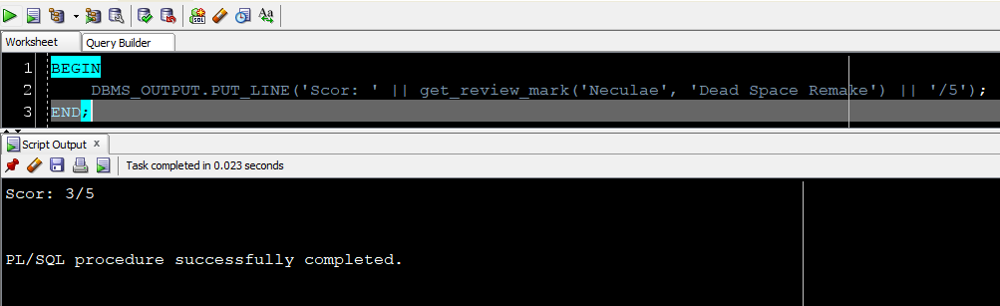 Worksheet Query Builder
1 BEGIN
2 DBMS_OUTPUT.PUT_LINE('Scor: ' || get_review_mark('Neculae', 'Dead Space Remake') || '/5');
3 END;
Script Output x
Task completed in 0.023 seconds
Scor: 3/5
PL/SQL procedure successfully completed.